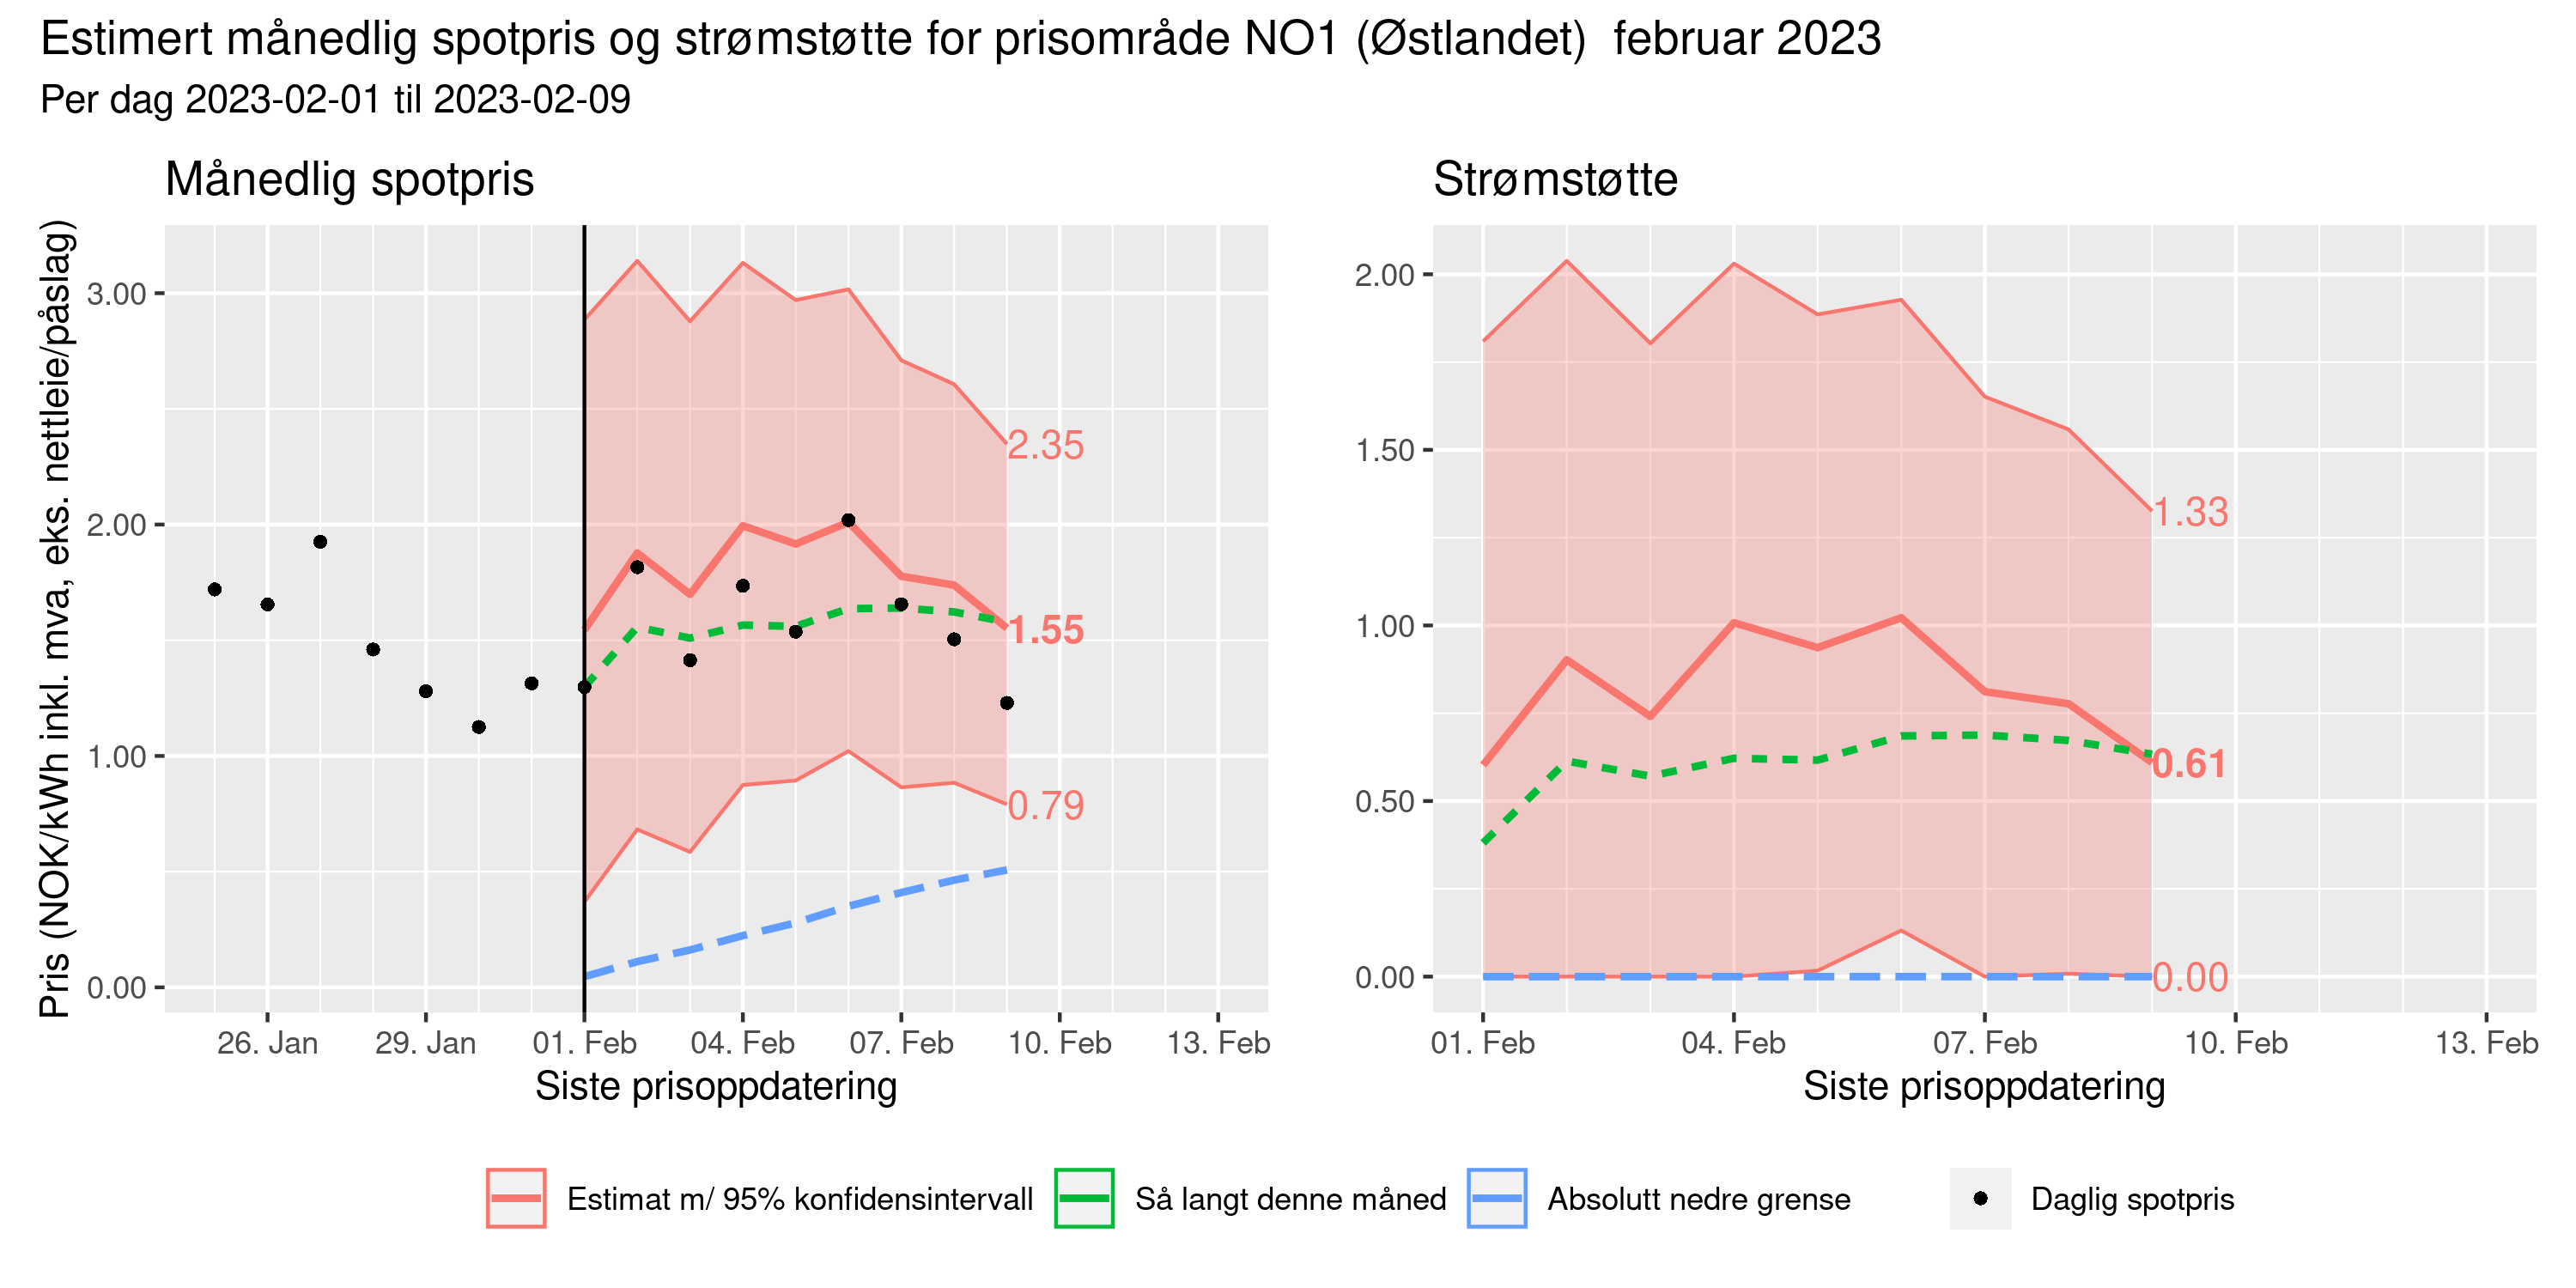 Estimert månedlig spotpris og strømstøtte for prisområde NO1 (Østlandet)  februar 2023
Per dag 2023-02-01 til 2023-02-09
Månedlig spotpris
Pris (NOK/kWh inkl. mva, eks. nettleie/påslag)
3.00
2.00
1.00
0.00
2.35
1.55
0.79
26. Jan 29. Jan 01. Feb 04. Feb 07. Feb 10. Feb 13. Feb
Siste prisoppdatering
Strømstøtte
2.00
1.50
1.00
0.50
0.00
1.33
0.61
0.00
01. Feb 04. Feb 07. Feb 10. Feb 13. Feb
Siste prisoppdatering
Estimat m/ 95% konfidensintervall Så langt denne måned Absolutt nedre grense Daglig spotpris